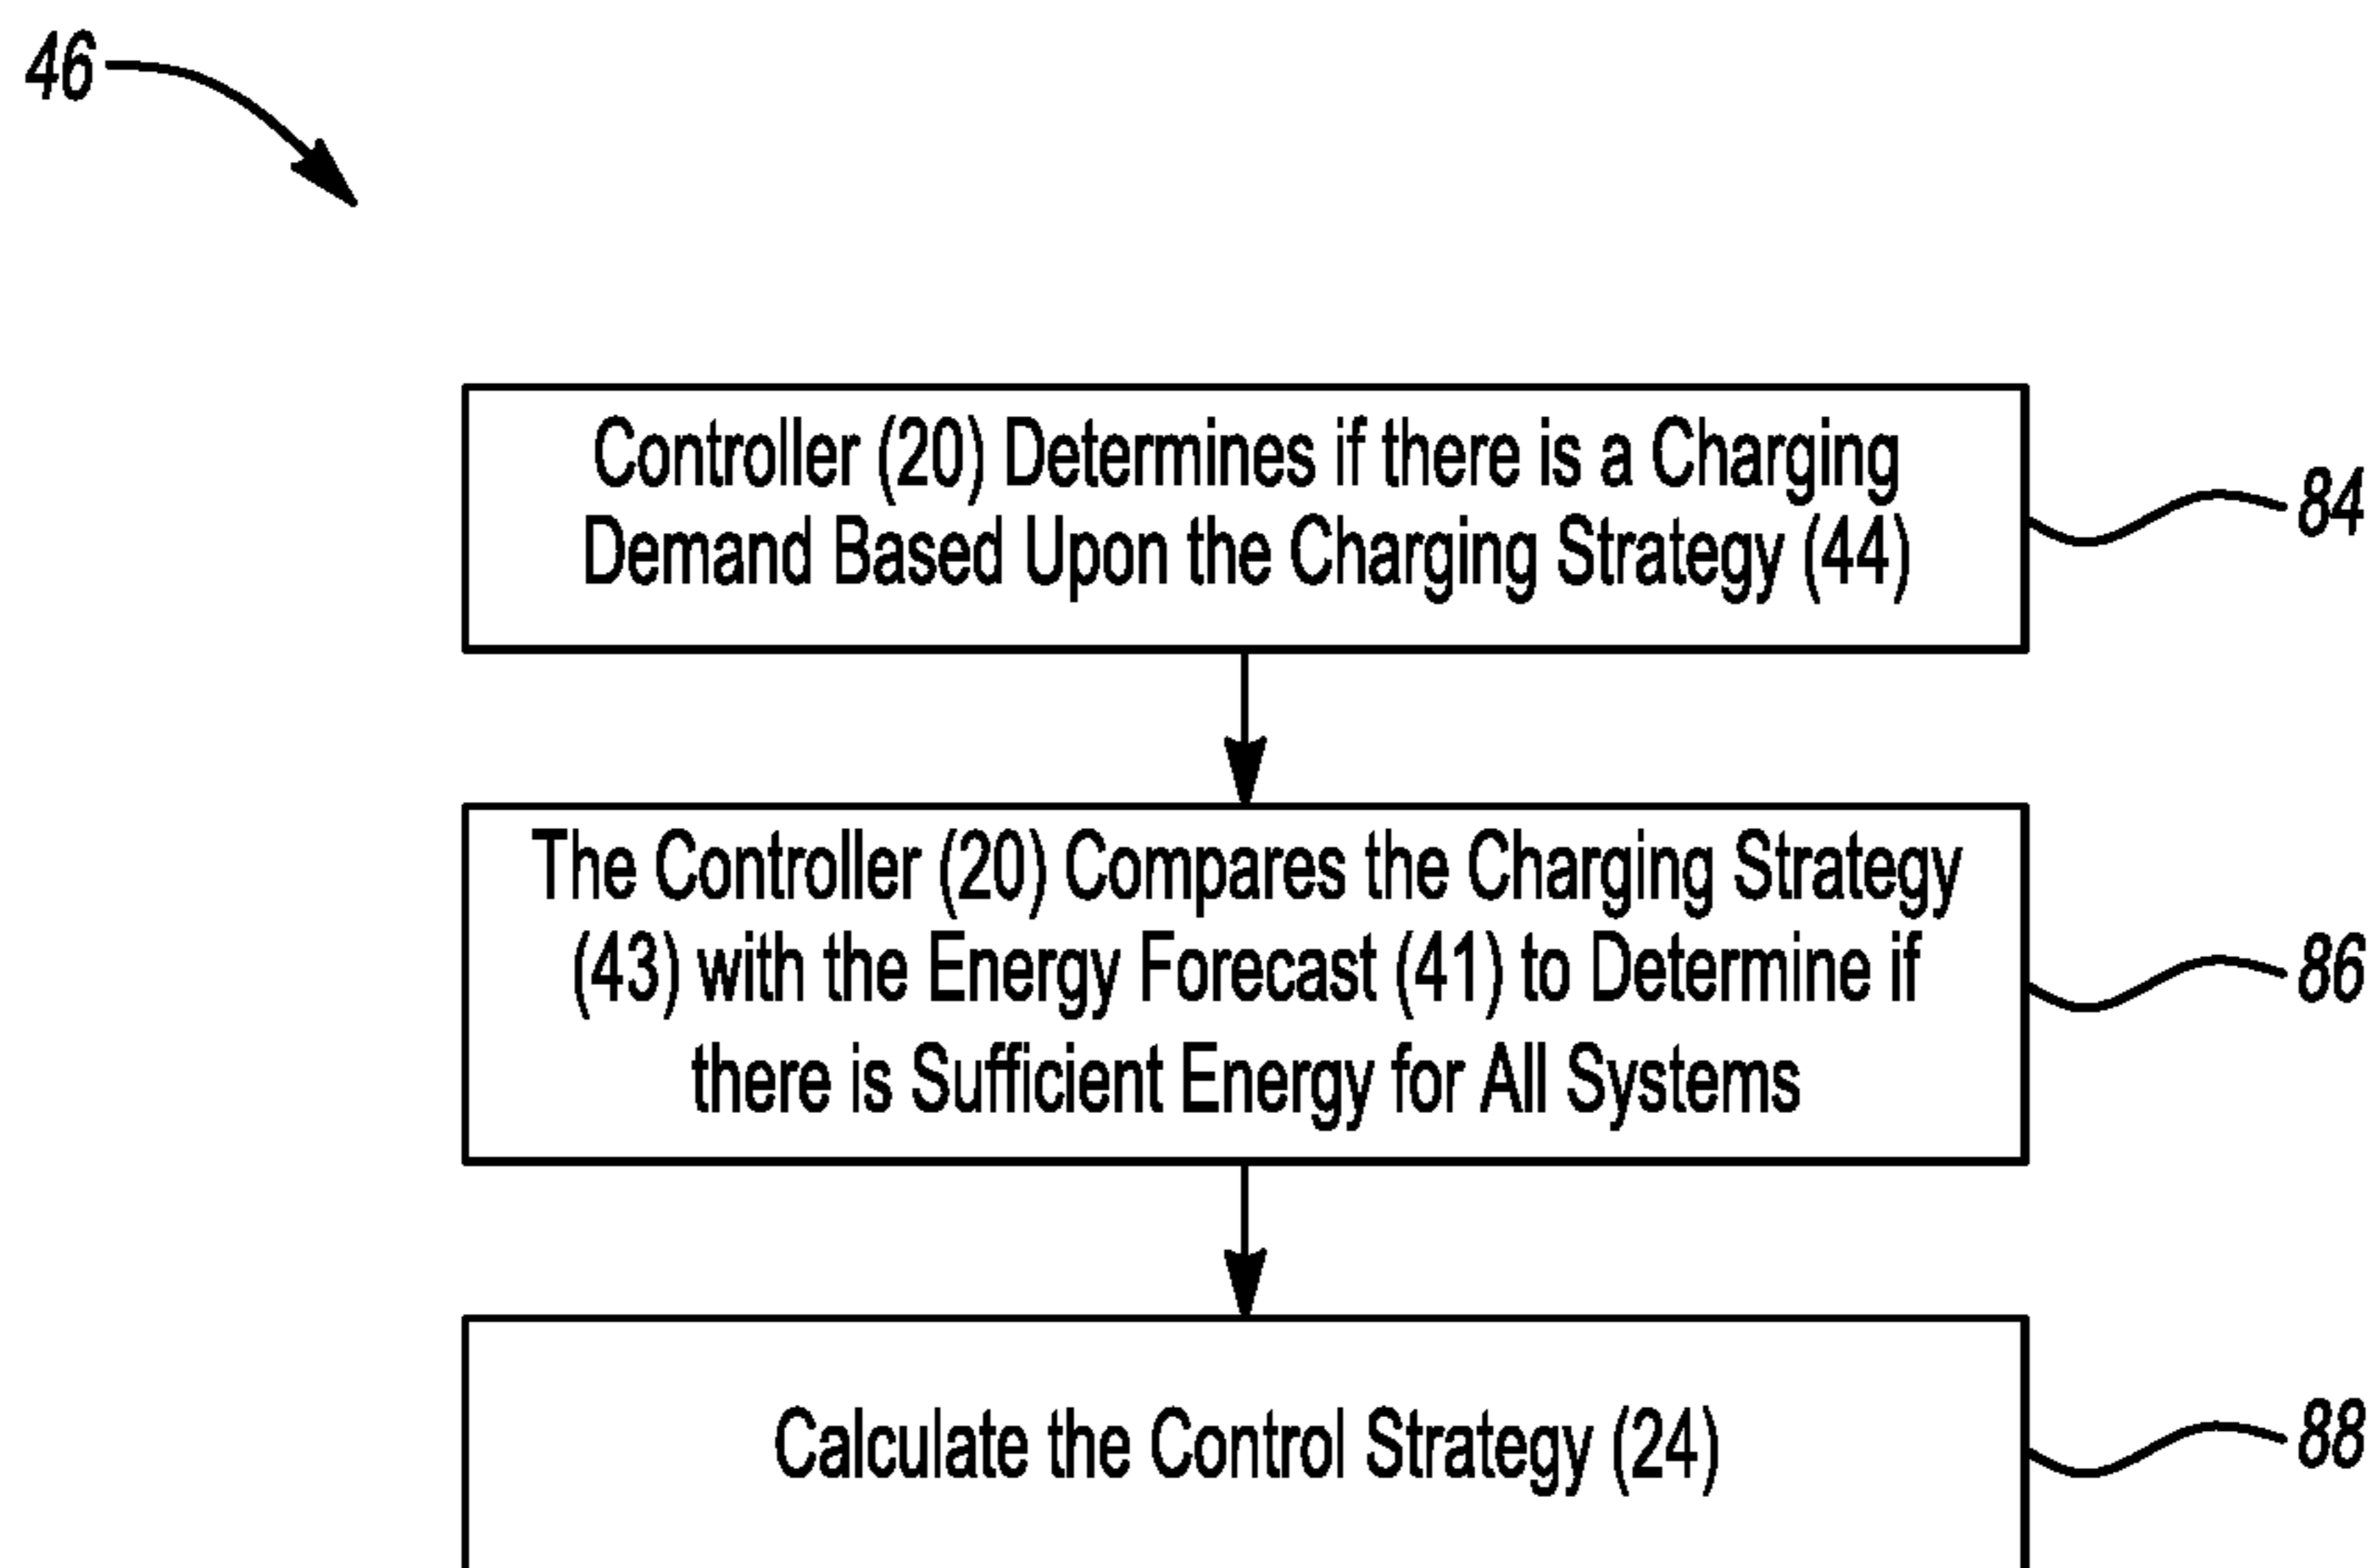 46
Controller (20) Determines if there is a Charging
Demand Based Upon the Charging Strategy (44)
84
The Controller (20) Compares the Charging Strategy
(43) with the Energy Forecast (41) to Determine if
there is Sufficient Energy for All Systems
86
Calculate the Control Strategy (24)
88